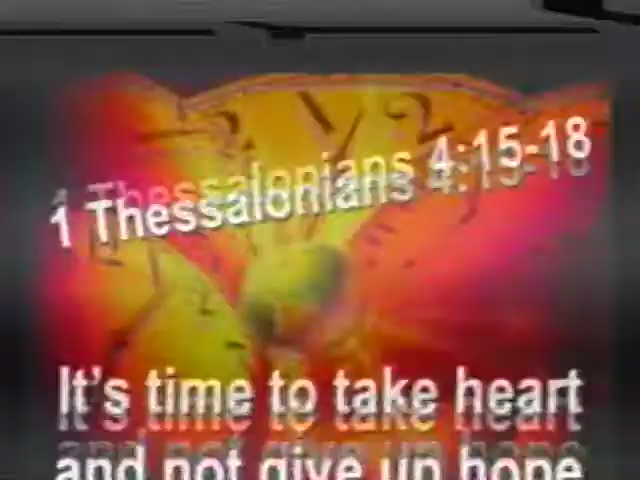 1 Thessalonians 4:15-18
It's time to take heart
and not give up hope